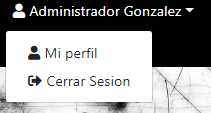 Administrador Gonzalez
Mi perfil
Cerrar Sesion